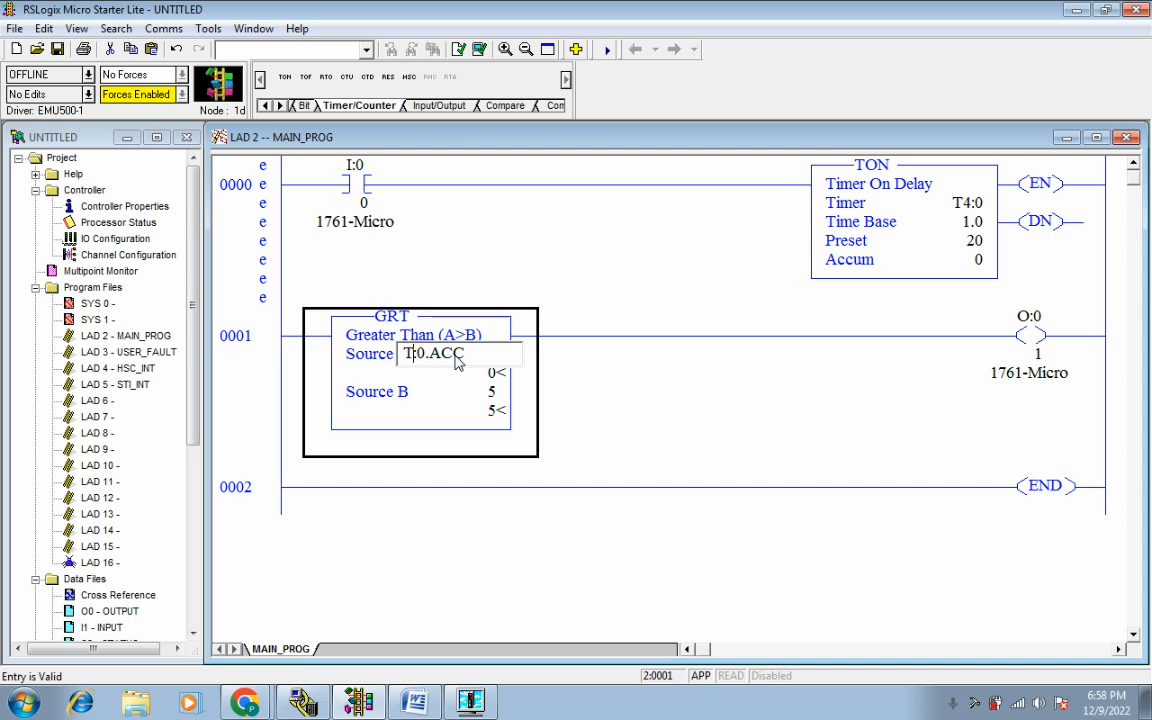 RSLogix Micro Starter Lite - UNTITLED
File Edit View Search Comms Tools Window Help
OFFLINE No Forces
No Edits Forces Enabled
Driver: EMU500-1 Node : 1d
TON TOF RTO CTU CTD RES HSC RHC RTA
Bit Timer/Counter Input/Output Compare Con
UNTITLED
Project
Help
Controller
Controller Properties
Processor Status
IO Configuration
Channel Configuration
Multipoint Monitor
Program Files
SYS 0 -
SYS 1 -
LAD 2 - MAIN_PROG
LAD 3 - USER_FAULT
LAD 4 - HSC_INT
LAD 5 - STI_INT
LAD 6 -
LAD 7 -
LAD 8 -
LAD 9 -
LAD 10 -
LAD 11 -
LAD 12 -
LAD 13 -
LAD 14 -
LAD 15 -
LAD 16 -
Data Files
Cross Reference
O0 - OUTPUT
I1 - INPUT
LAD 2 -- MAIN_PROG
0000
e
e
e
e
e
e
e
e
I:0
0
1761-Micro
TON
Timer On Delay
Timer T4:0
Time Base 1.0
Preset 20
Accum 0
EN
DN
0001
GRT
Greater Than (A>B)
Source T:0.ACC
0<
Source B 5
5<
O:0
1
1761-Micro
0002
END
MAIN_PROG
Entry is Valid
2:0001 APP READ Disabled
6:58 PM
12/9/2022